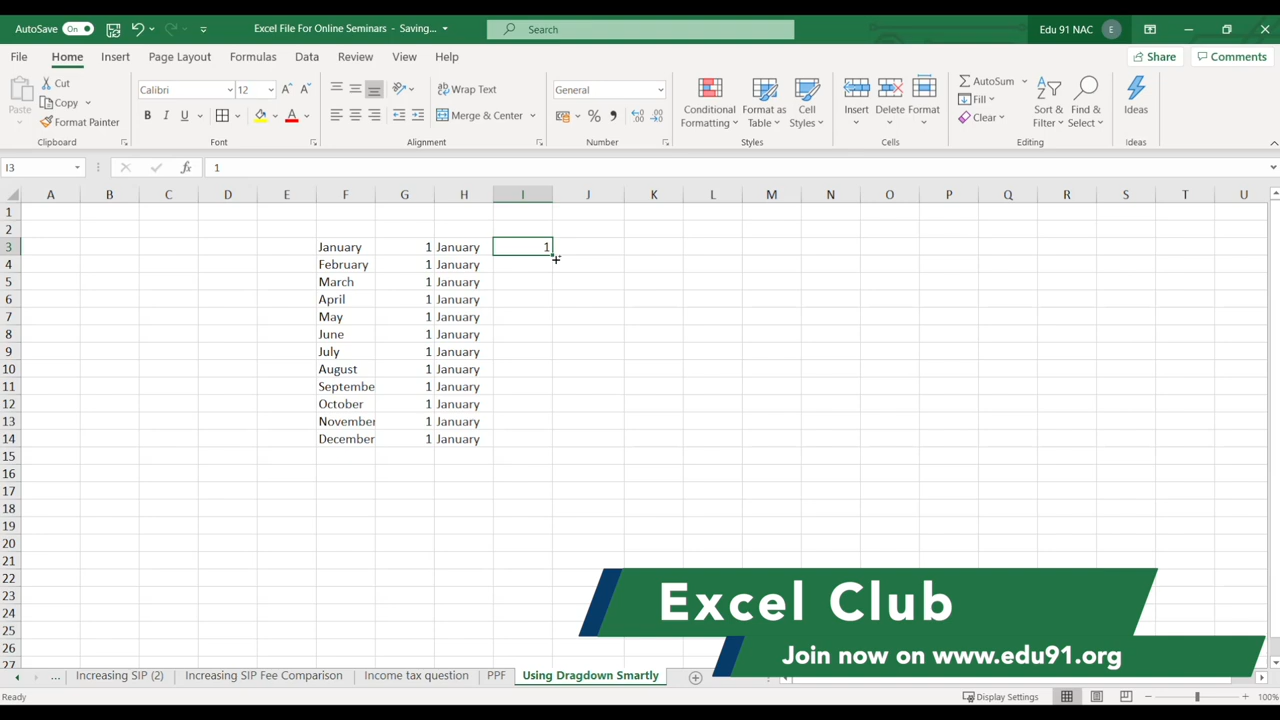 AutoSave On Excel File For Online Seminars - Saving... Search Edu 91 NAC E
File Home Insert Page Layout Formulas Data Review View Help Share Comments
Paste Cut Copy Format Painter Clipboard
Calibri 12 B I U A Font
Wrap Text Merge & Center Alignment
General % Number
Conditional Formatting Format as Table Cell Styles Styles
Insert Delete Format Cells
AutoSum Fill Clear Sort & Filter Find & Select Editing
Ideas Ideas
I3 fx 1
A B C D E F G H I J K L M N O P Q R S T U
1
2
3 January 1 January 1
4 February 1 January
5 March 1 January
6 April 1 January
7 May 1 January
8 June 1 January
9 July 1 January
10 August 1 January
11 Septembe 1 January
12 October 1 January
13 November 1 January
14 December 1 January
15
16
17
18
19
20
21
22
23
24
25
26
27
Excel Club
Join now on www.edu91.org
... Increasing SIP (2) Increasing SIP Fee Comparison Income tax question PPF Using Dragdown Smartly
Ready Display Settings 100%